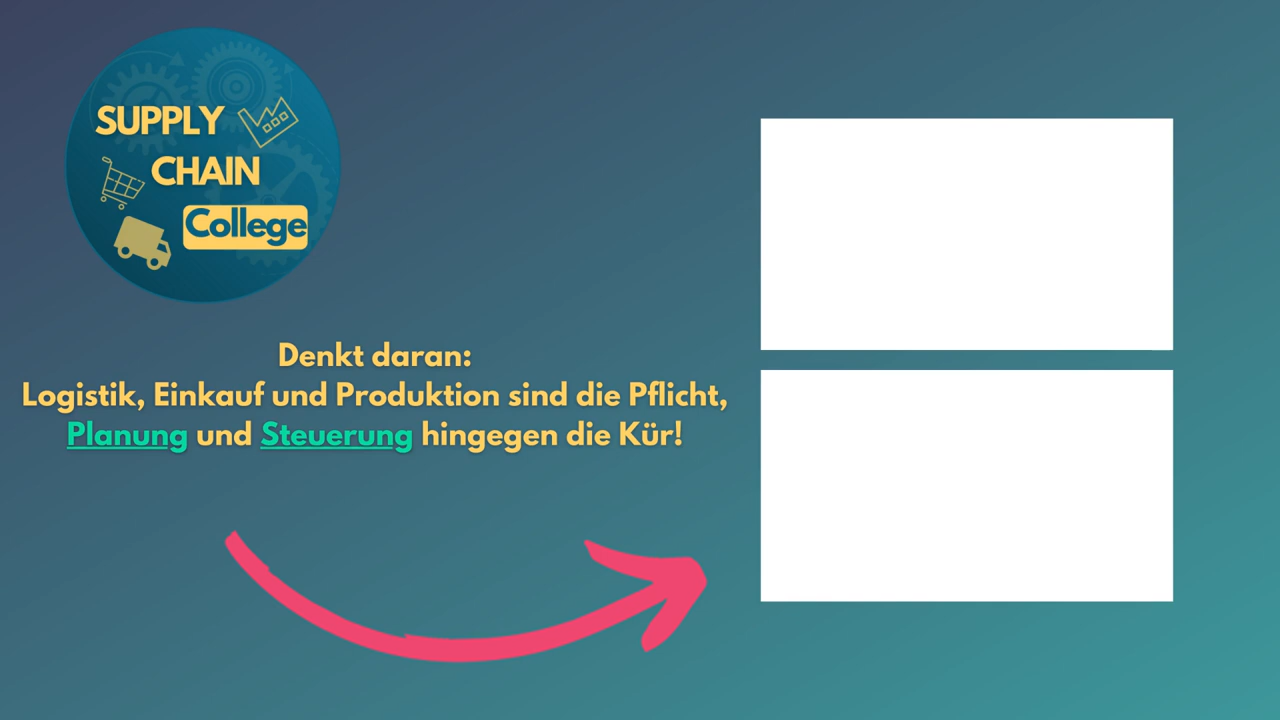 SUPPLY
CHAIN
College
Denkt daran:
Logistik, Einkauf und Produktion sind die Pflicht,
Planung und Steuerung hingegen die Kür!